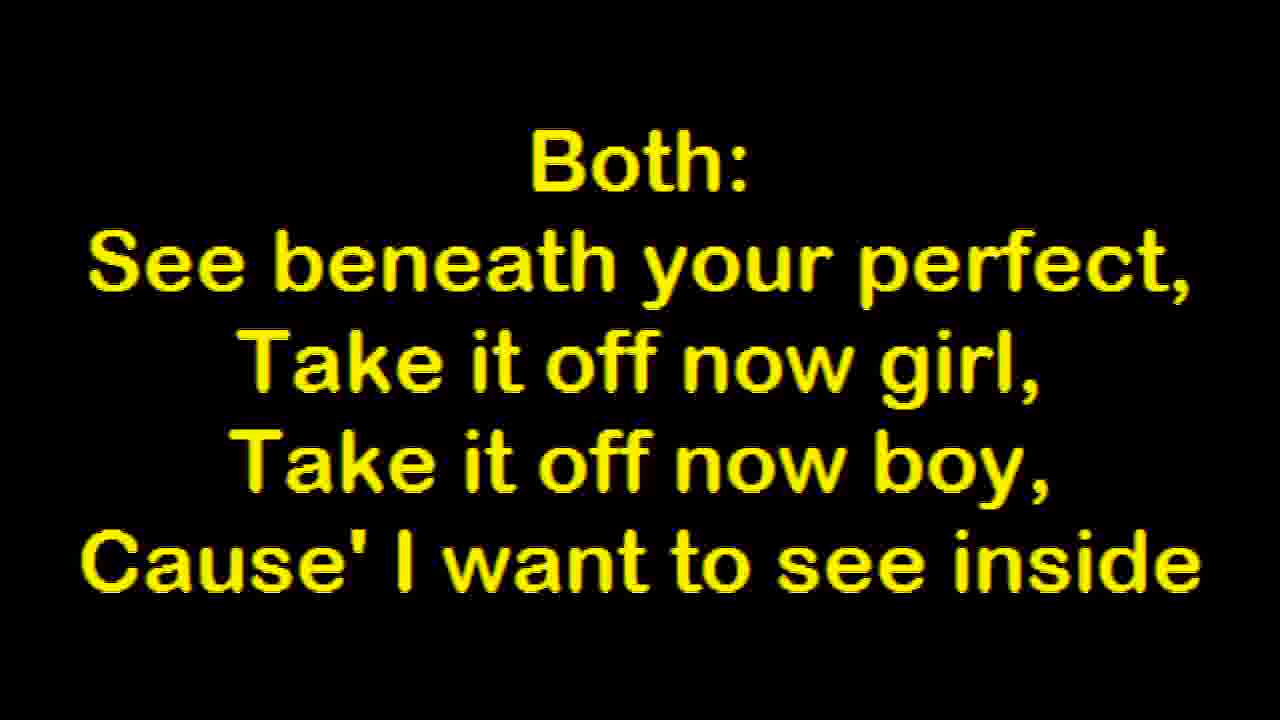 Both:
See beneath your perfect,
Take it off now girl,
Take it off now boy,
Cause' I want to see inside